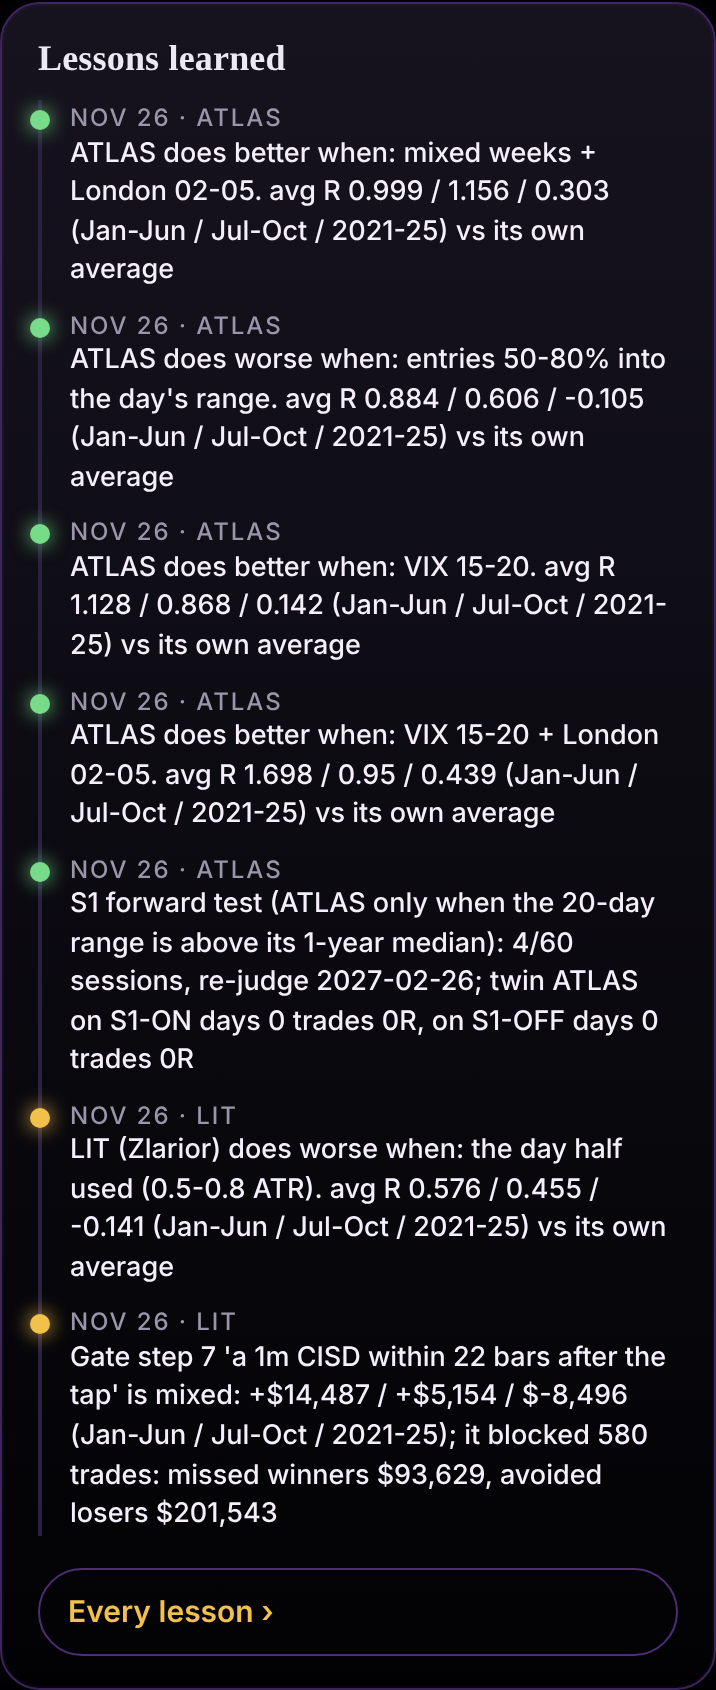 Lessons learned
NOV 26 · ATLAS
ATLAS does better when: mixed weeks +
London 02-05. avg R 0.999 / 1.156 / 0.303
(Jan-Jun / Jul-Oct / 2021-25) vs its own
average
NOV 26 · ATLAS
ATLAS does worse when: entries 50-80% into
the day's range. avg R 0.884 / 0.606 / -0.105
(Jan-Jun / Jul-Oct / 2021-25) vs its own
average
NOV 26 · ATLAS
ATLAS does better when: VIX 15-20. avg R
1.128 / 0.868 / 0.142 (Jan-Jun / Jul-Oct / 2021-
25) vs its own average
NOV 26 · ATLAS
ATLAS does better when: VIX 15-20 + London
02-05. avg R 1.698 / 0.95 / 0.439 (Jan-Jun /
Jul-Oct / 2021-25) vs its own average
NOV 26 · ATLAS
S1 forward test (ATLAS only when the 20-day
range is above its 1-year median): 4/60
sessions, re-judge 2027-02-26; twin ATLAS
on S1-ON days 0 trades 0R, on S1-OFF days 0
trades 0R
NOV 26 · LIT
LIT (Zlarior) does worse when: the day half
used (0.5-0.8 ATR). avg R 0.576 / 0.455 /
-0.141 (Jan-Jun / Jul-Oct / 2021-25) vs its own
average
NOV 26 · LIT
Gate step 7 'a 1m CISD within 22 bars after the
tap' is mixed: +$14,487 / +$5,154 / $-8,496
(Jan-Jun / Jul-Oct / 2021-25); it blocked 580
trades: missed winners $93,629, avoided
losers $201,543
Every lesson ›